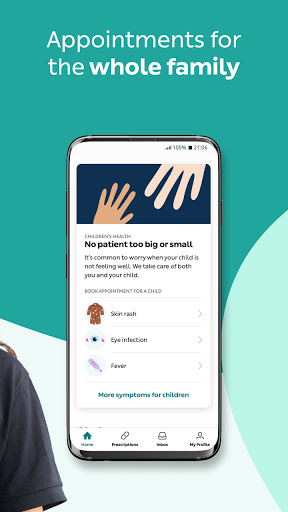 Appointments for
the whole family
100% 21:06
CHILDREN'S HEALTH
No patient too big or small
It's common to worry when your child is
not feeling well. We take care of both
you and your child.
BOOK APPOINTMENT FOR A CHILD
Skin rash
Eye infection
Fever
More symptoms for children
Home
Prescriptions
Inbox
My Profile